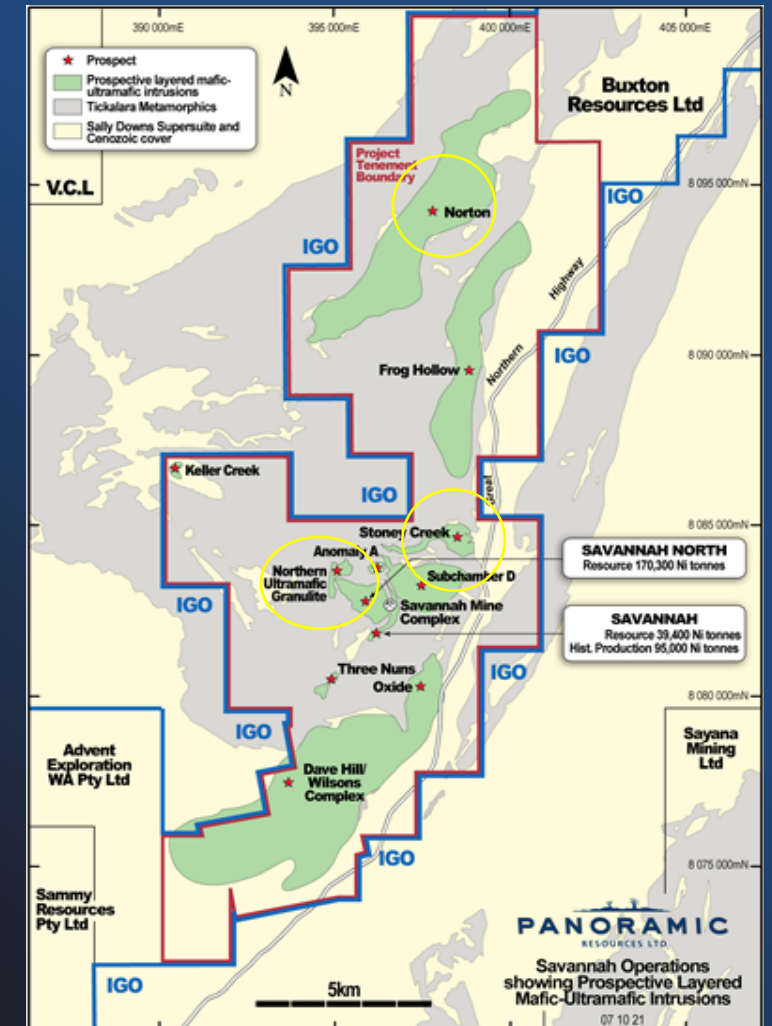 390 000mE
395 000mE
400 000mE
405 000mE
Prospect
Prospective layered mafic-
ultramafic intrusions
Tickalara Metamorphics
Sally Downs Supersuite and
Cenozoic cover
N
Buxton
Resources Ltd
Project
Tenement
Boundary
V.C.L
8 095 000mN
IGO
Norton
IGO
Highway
Northern
8 090 000mN
IGO
Frog Hollow
Keller Creek
IGO
Great
8 085 000mN
Stoney Creek
Anomaly A
SAVANNAH NORTH
Resource 170,300 Ni tonnes
Northern
Ultramafic
Granulite
Subchamber D
IGO
Savannah Mine
Complex
SAVANNAH
Resource 39,400 Ni tonnes
Hist. Production 95,000 Ni tonnes
Three Nuns
IGO
Oxide
8 080 000mN
IGO
Advent
Exploration
WA Pty Ltd
Sayana
Mining
Ltd
Dave Hill/
Wilsons
Complex
IGO
8 075 000mN
Sammy
Resources
Pty Ltd
PANORAMIC
RESOURCES LTD
IGO
5km
Savannah Operations
showing Prospective Layered
Mafic-Ultramafic Intrusions
07 10 21